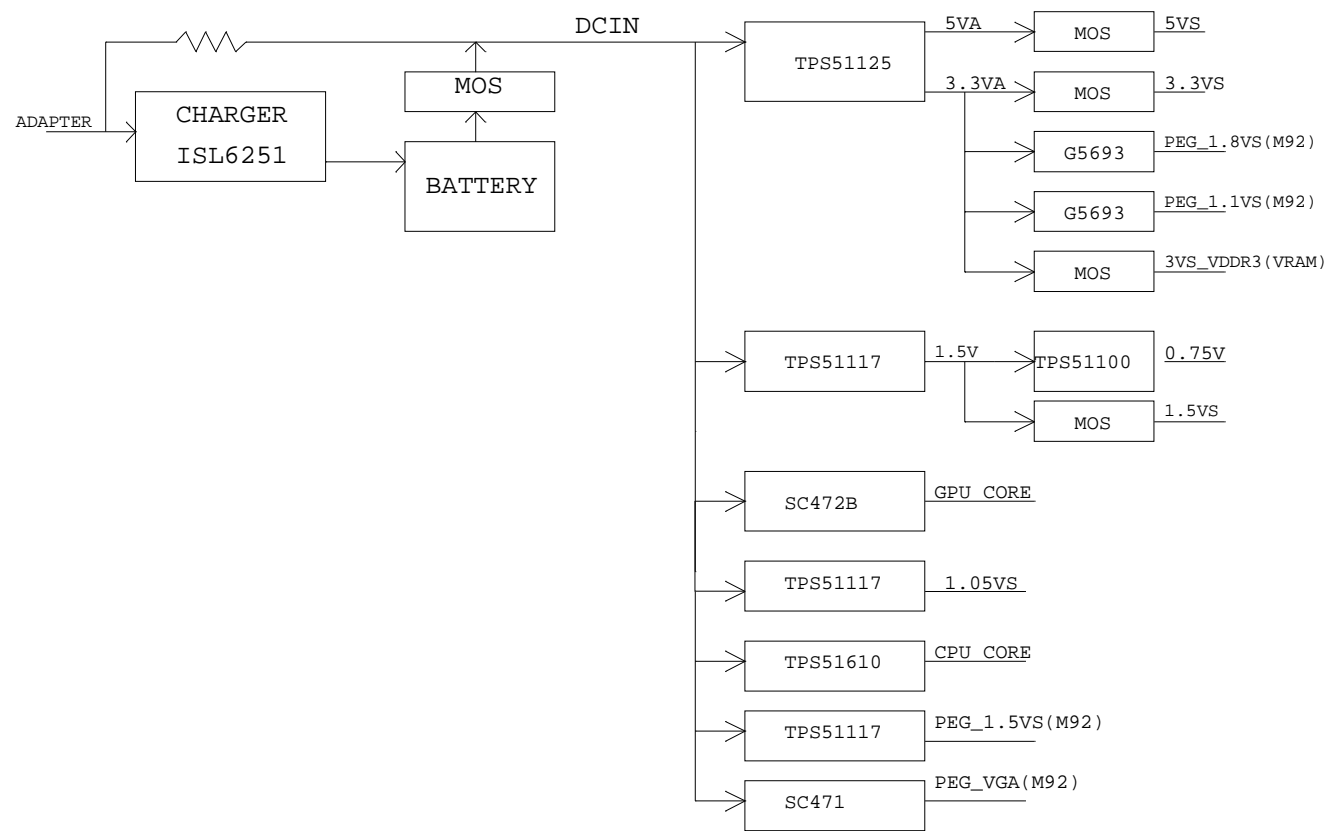 DCIN
ADAPTER
CHARGER
ISL6251
MOS
BATTERY
TPS51125
5VA
MOS
5VS
3.3VA
MOS
3.3VS
G5693
PEG_1.8VS(M92)
G5693
PEG_1.1VS(M92)
MOS
3VS_VDDR3(VRAM)
TPS51117
1.5V
TPS51100
0.75V
MOS
1.5VS
SC472B
GPU CORE
TPS51117
1.05VS
TPS51610
CPU CORE
TPS51117
PEG_1.5VS(M92)
SC471
PEG_VGA(M92)